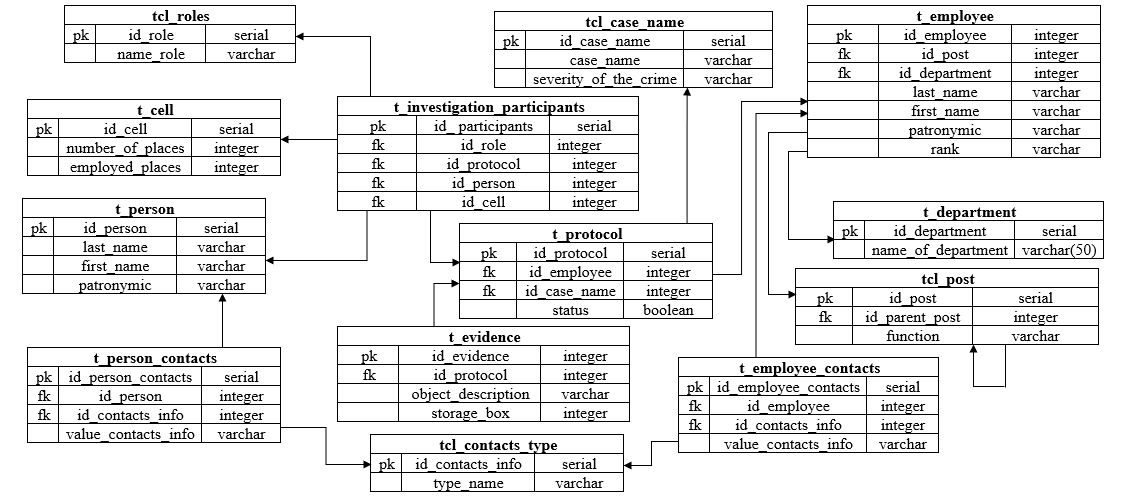 tcl_roles
pk id_role serial
name_role varchar
tcl_case_name
pk id_case_name serial
case_name varchar
severity_of_the_crime varchar
t_employee
pk id_employee integer
fk id_post integer
fk id_department integer
last_name varchar
first_name varchar
patronymic varchar
rank varchar
t_cell
pk id_cell serial
number_of_places integer
employed_places integer
t_investigation_participants
pk id_participants serial
fk id_role integer
fk id_protocol integer
fk id_person integer
fk id_cell integer
t_person
pk id_person serial
last_name varchar
first_name varchar
patronymic varchar
t_protocol
pk id_protocol serial
fk id_employee integer
fk id_case_name integer
status boolean
t_department
pk id_department serial
name_of_department varchar(50)
tcl_post
pk id_post serial
fk id_parent_post integer
function varchar
t_evidence
pk id_evidence integer
fk id_protocol integer
object_description varchar
storage_box integer
t_person_contacts
pk id_person_contacts serial
fk id_person integer
fk id_contacts_info integer
value_contacts_info varchar
t_employee_contacts
pk id_employee_contacts serial
fk id_employee integer
fk id_contacts_info integer
value_contacts_info varchar
tcl_contacts_type
pk id_contacts_info serial
type_name varchar